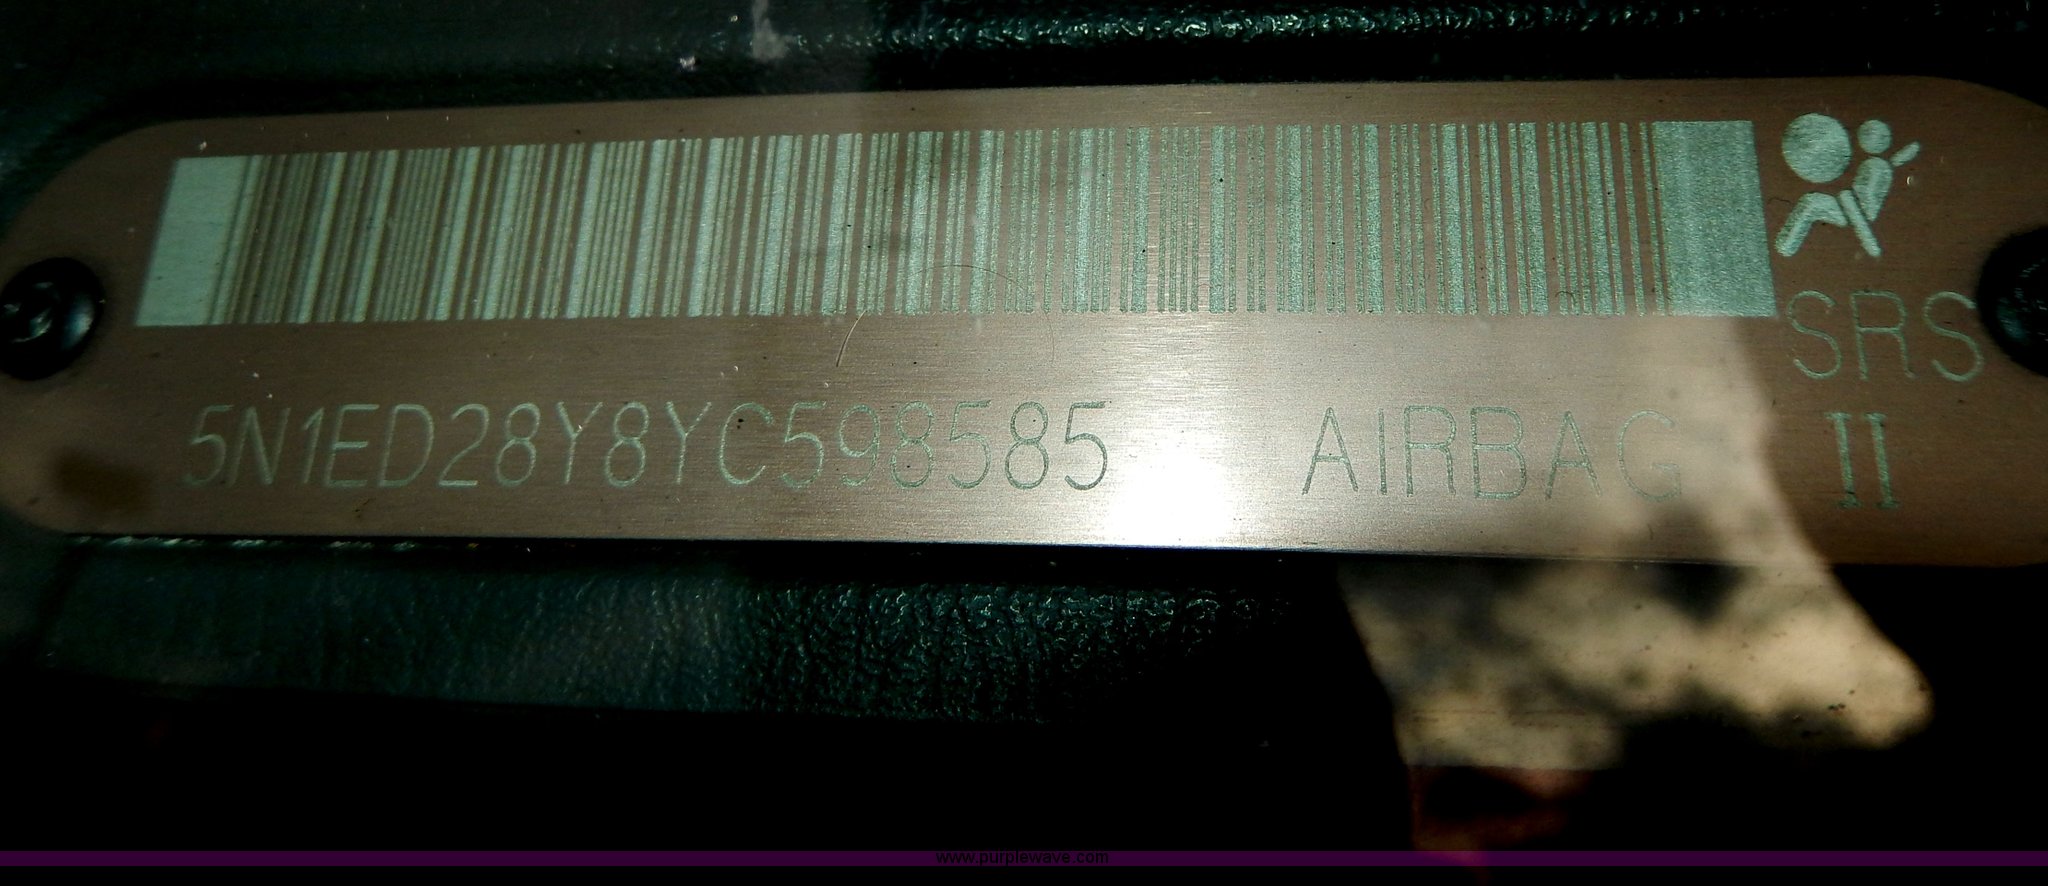 SRS
5N1ED28Y8YC598585 AIRBAG II
www.purplewave.com